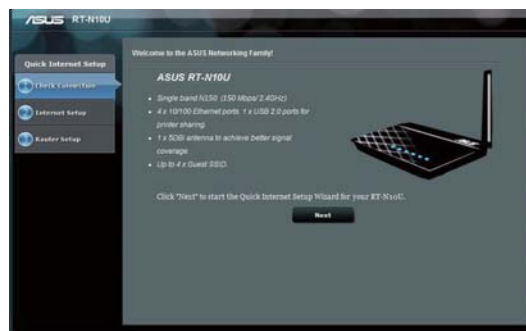 ASUS RT-N10U
Quick Internet Setup
1 Check Connection
2 Internet Setup
3 Router Setup
Welcome to the ASUS Networking Family!
ASUS RT-N10U
• Single band N150 (150 Mbps/ 2.4GHz)
• 4 x 10/100 Ethernet ports. 1 x USB 2.0 ports for
printer sharing.
• 1 x 5DBi antenna to achieve better signal
coverage.
• Up to 4 x Guest SSID.
Click "Next" to start the Quick Internet Setup Wizard for your RT-N10U.
Next